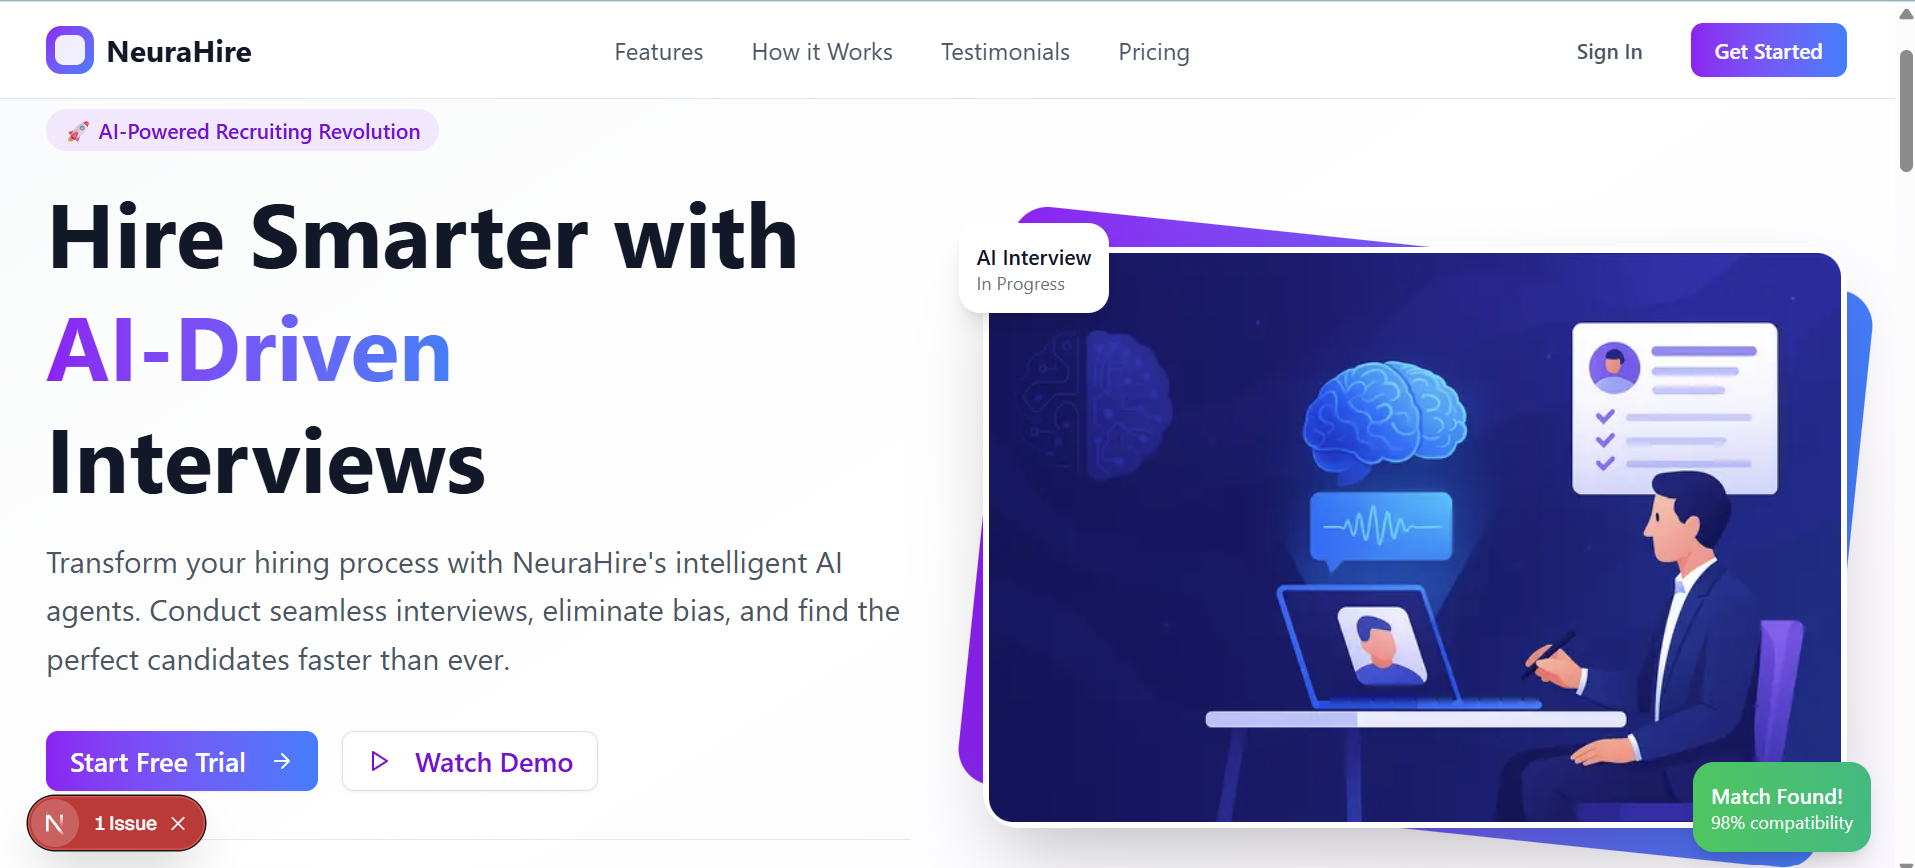 NeuraHire
Features
How it Works
Testimonials
Pricing
Sign In
Get Started
🚀 AI-Powered Recruiting Revolution
Hire Smarter with
AI-Driven
Interviews
Transform your hiring process with NeuraHire's intelligent AI
agents. Conduct seamless interviews, eliminate bias, and find the
perfect candidates faster than ever.
Start Free Trial →
Watch Demo
N 1 Issue
AI Interview
In Progress
Match Found!
98% compatibility